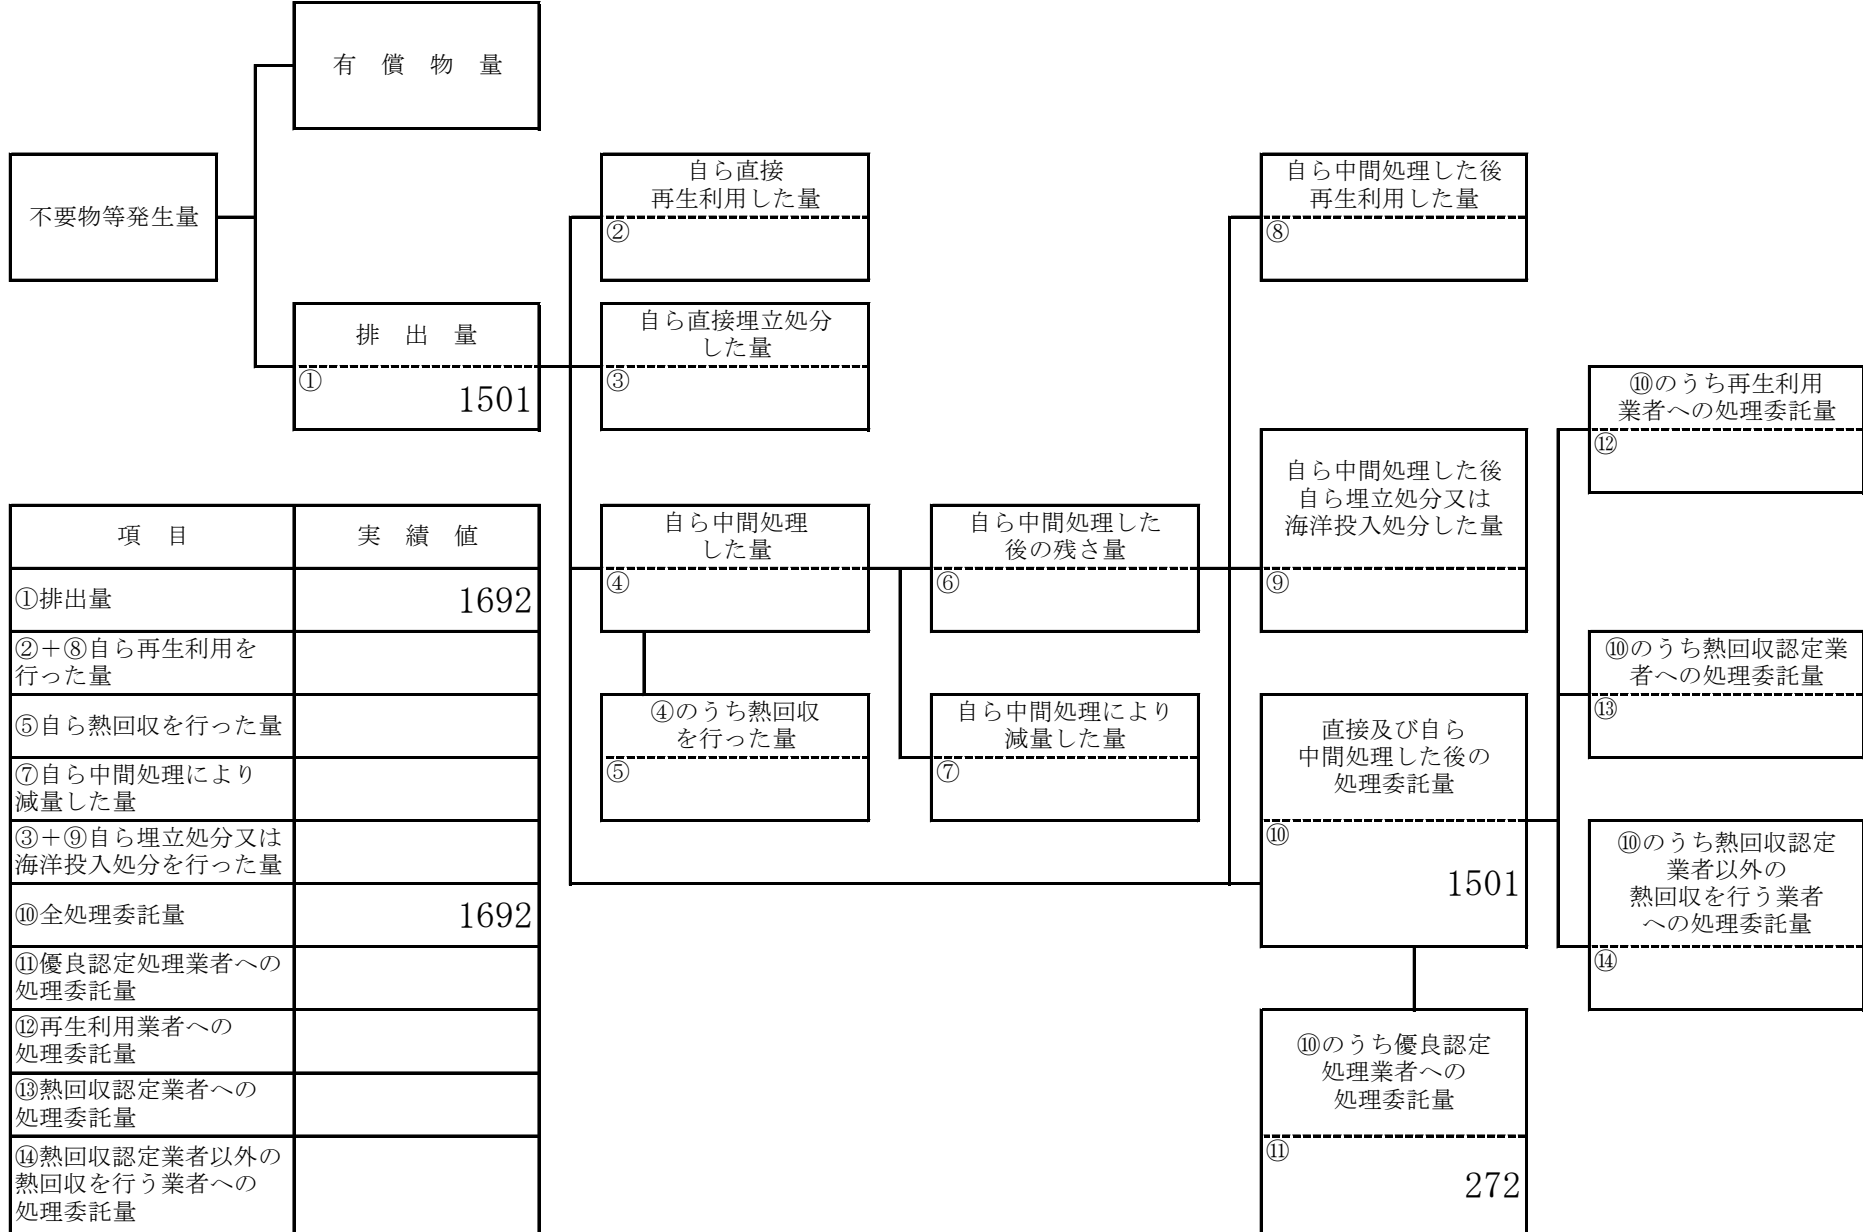 有 償 物 量
不要物等発生量
排 出 量
①
1501
自ら直接
再生利用した量
②
自ら直接埋立処分
した量
③
自ら中間処理
した量
④
④のうち熱回収
を行った量
⑤
自ら中間処理した
後の残さ量
⑥
自ら中間処理により
減量した量
⑦
自ら中間処理した後
再生利用した量
⑧
自ら中間処理した後
自ら埋立処分又は
海洋投入処分した量
⑨
直接及び自ら
中間処理した後の
処理委託量
⑩
1501
⑩のうち優良認定
処理業者への
処理委託量
⑪
272
⑩のうち再生利用
業者への処理委託量
⑫
⑩のうち熱回収認定業
者への処理委託量
⑬
⑩のうち熱回収認定
業者以外の
熱回収を行う業者
への処理委託量
⑭
項 目 実 績 値
①排出量 1692
②＋⑧自ら再生利用を
行った量
⑤自ら熱回収を行った量
⑦自ら中間処理により
減量した量
③＋⑨自ら埋立処分又は
海洋投入処分を行った量
⑩全処理委託量 1692
⑪優良認定処理業者への
処理委託量
⑫再生利用業者への
処理委託量
⑬熱回収認定業者への
処理委託量
⑭熱回収認定業者以外の
熱回収を行う業者への
処理委託量